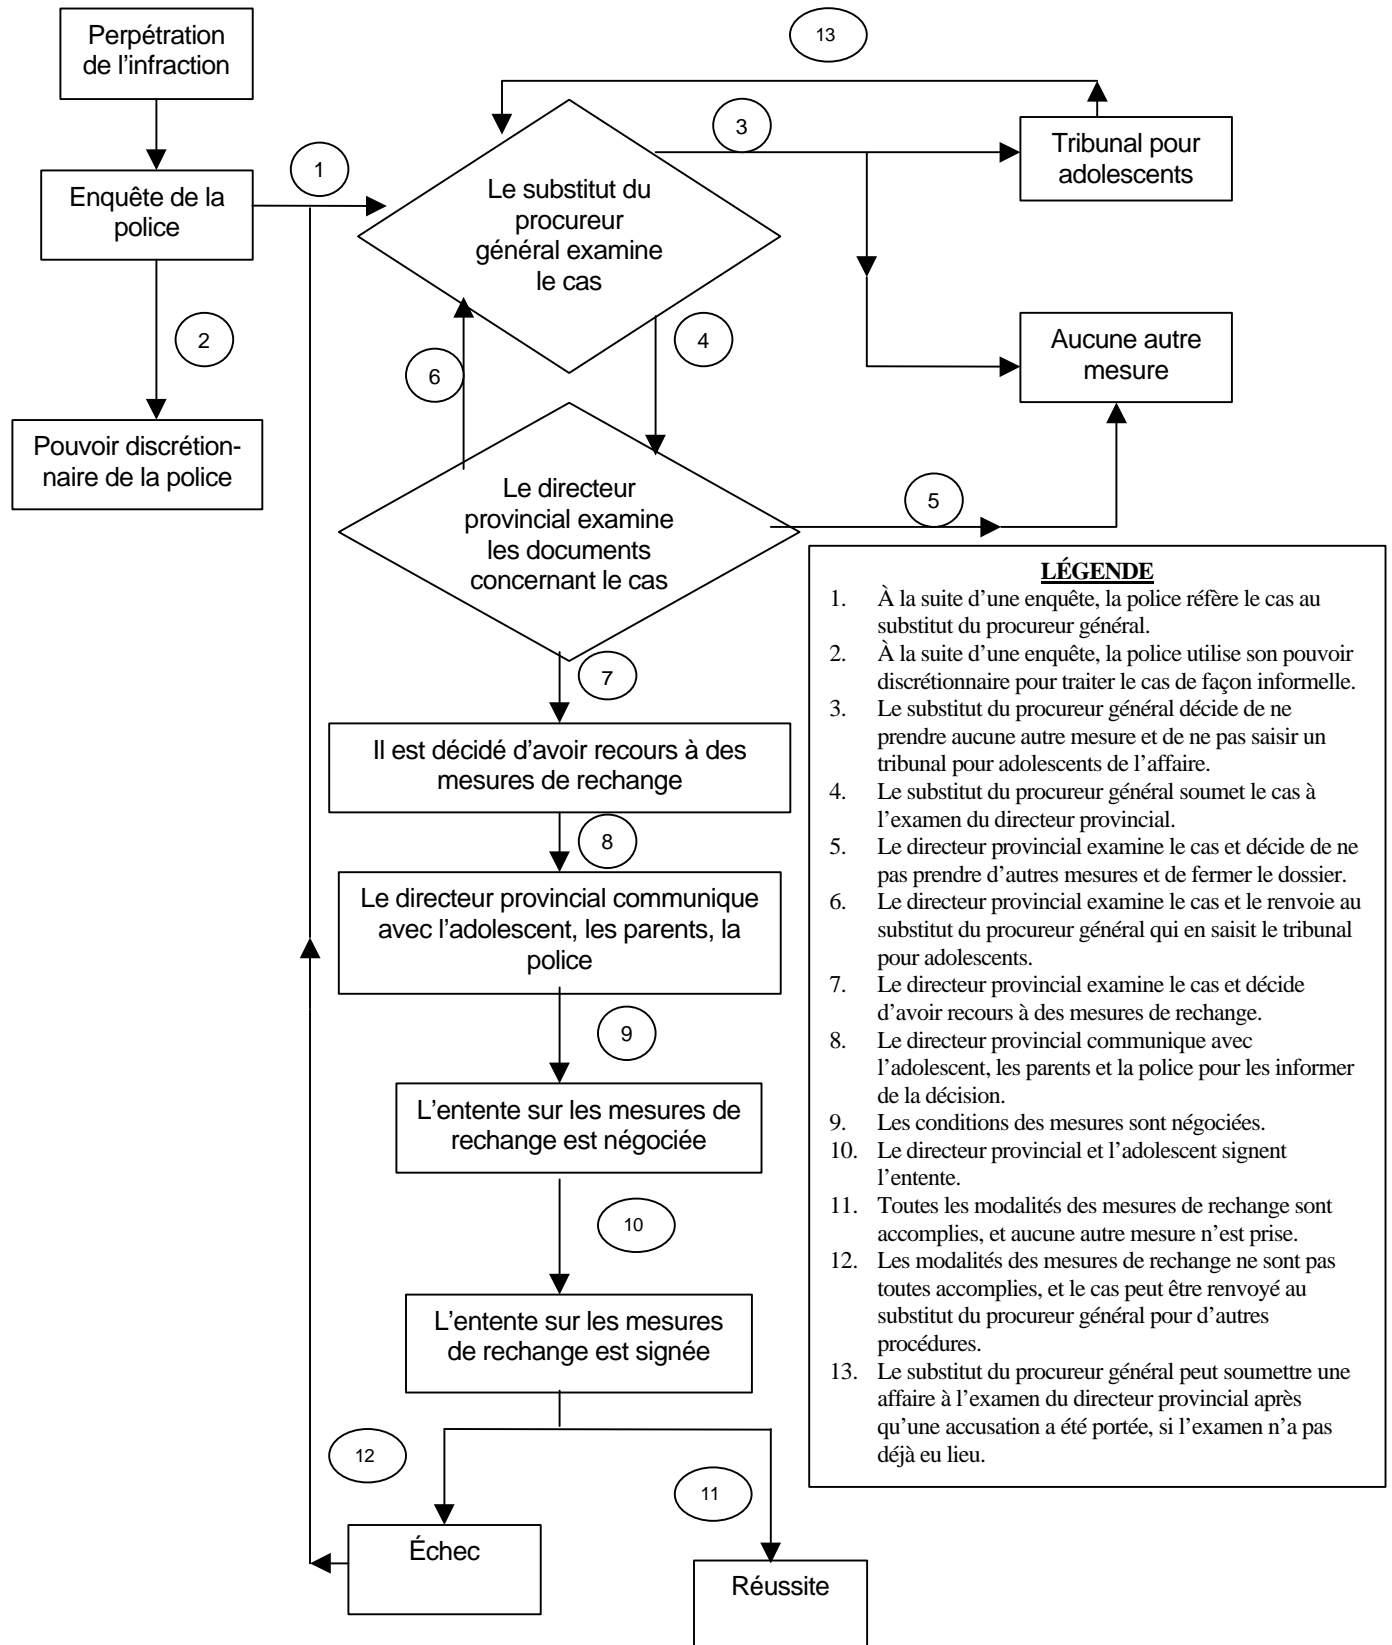 Perpétration
de l’infraction
13
3
Tribunal pour
adolescents
1
Enquête de la
police
Le substitut du
procureur
général examine
le cas
2
4
6
Aucune autre
mesure
Pouvoir discrétion-
naire de la police
Le directeur
provincial examine
les documents
concernant le cas
5
7
Il est décidé d’avoir recours à des
mesures de rechange
8
Le directeur provincial communique
avec l’adolescent, les parents, la
police
9
L’entente sur les mesures de
rechange est négociée
10
L’entente sur les mesures
de rechange est signée
12
11
Échec
Réussite
LÉGENDE
1. À la suite d’une enquête, la police réfère le cas au
substitut du procureur général.
2. À la suite d’une enquête, la police utilise son pouvoir
discrétionnaire pour traiter le cas de façon informelle.
3. Le substitut du procureur général décide de ne
prendre aucune autre mesure et de ne pas saisir un
tribunal pour adolescents de l’affaire.
4. Le substitut du procureur général soumet le cas à
l’examen du directeur provincial.
5. Le directeur provincial examine le cas et décide de ne
pas prendre d’autres mesures et de fermer le dossier.
6. Le directeur provincial examine le cas et le renvoie au
substitut du procureur général qui en saisit le tribunal
pour adolescents.
7. Le directeur provincial examine le cas et décide
d’avoir recours à des mesures de rechange.
8. Le directeur provincial communique avec
l’adolescent, les parents et la police pour les informer
de la décision.
9. Les conditions des mesures sont négociées.
10. Le directeur provincial et l’adolescent signent
l’entente.
11. Toutes les modalités des mesures de rechange sont
accomplies, et aucune autre mesure n’est prise.
12. Les modalités des mesures de rechange ne sont pas
toutes accomplies, et le cas peut être renvoyé au
substitut du procureur général pour d’autres
procédures.
13. Le substitut du procureur général peut soumettre une
affaire à l’examen du directeur provincial après
qu’une accusation a été portée, si l’examen n’a pas
déjà eu lieu.